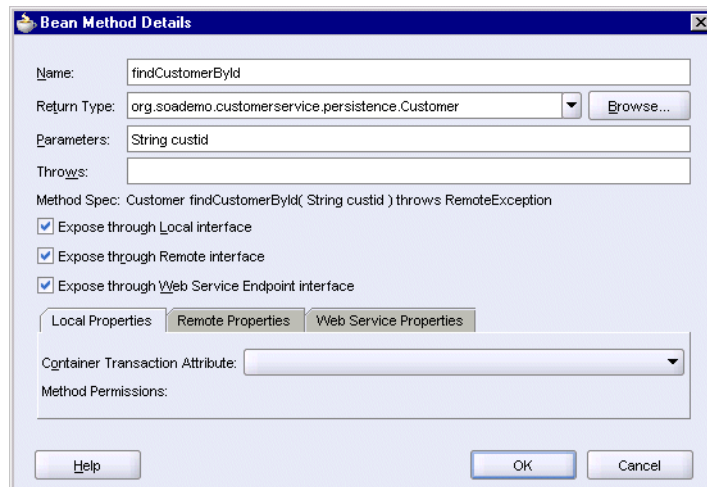 Bean Method Details
Name: findCustomerById
Return Type: org.soademo.customerservice.persistence.Customer Browse...
Parameters: String custid
Throws:
Method Spec: Customer findCustomerById( String custid ) throws RemoteException
Expose through Local interface
Expose through Remote interface
Expose through Web Service Endpoint interface
Local Properties Remote Properties Web Service Properties
Container Transaction Attribute:
Method Permissions:
Help OK Cancel